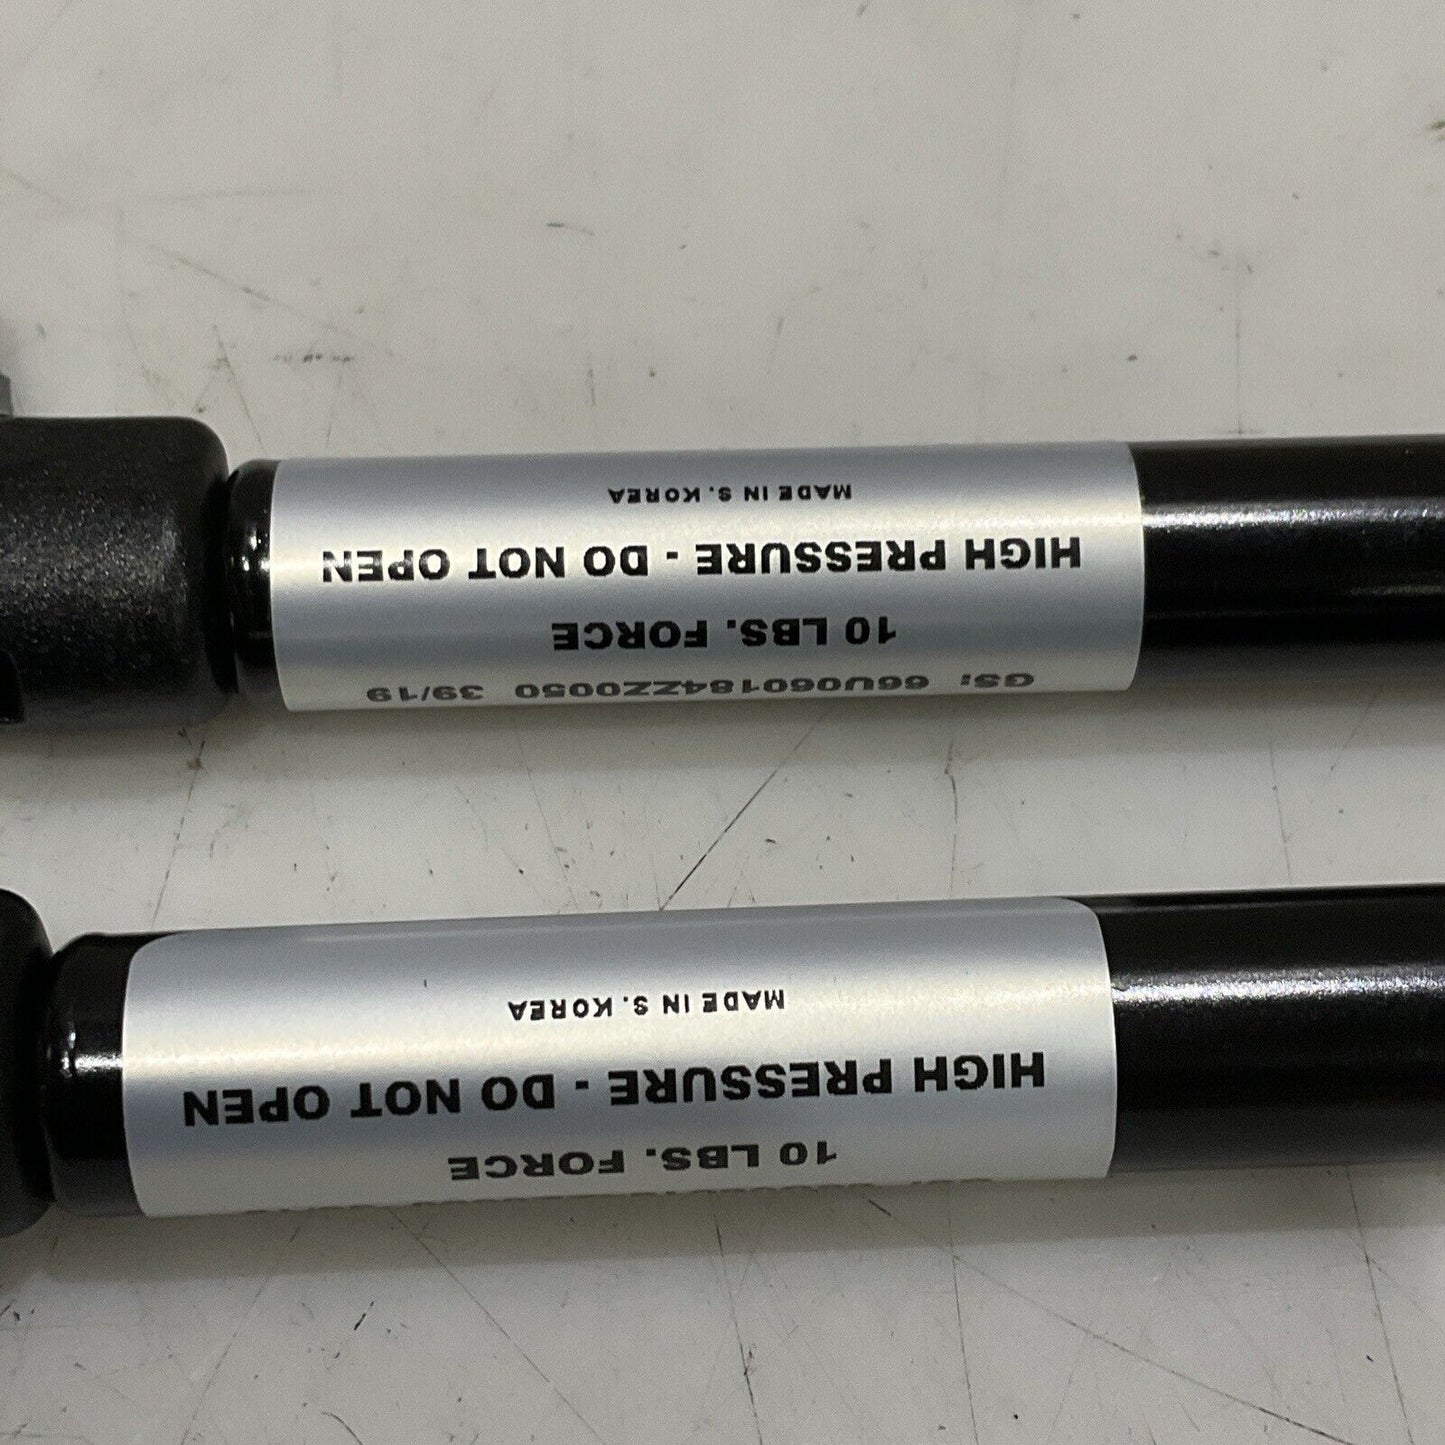 10 LBS. FORCE
HIGH PRESSURE - DO NOT OPEN
MADE IN S. KOREA
GS: 66U060184ZZ0050 39/19
10 LBS. FORCE
HIGH PRESSURE - DO NOT OPEN
MADE IN S. KOREA